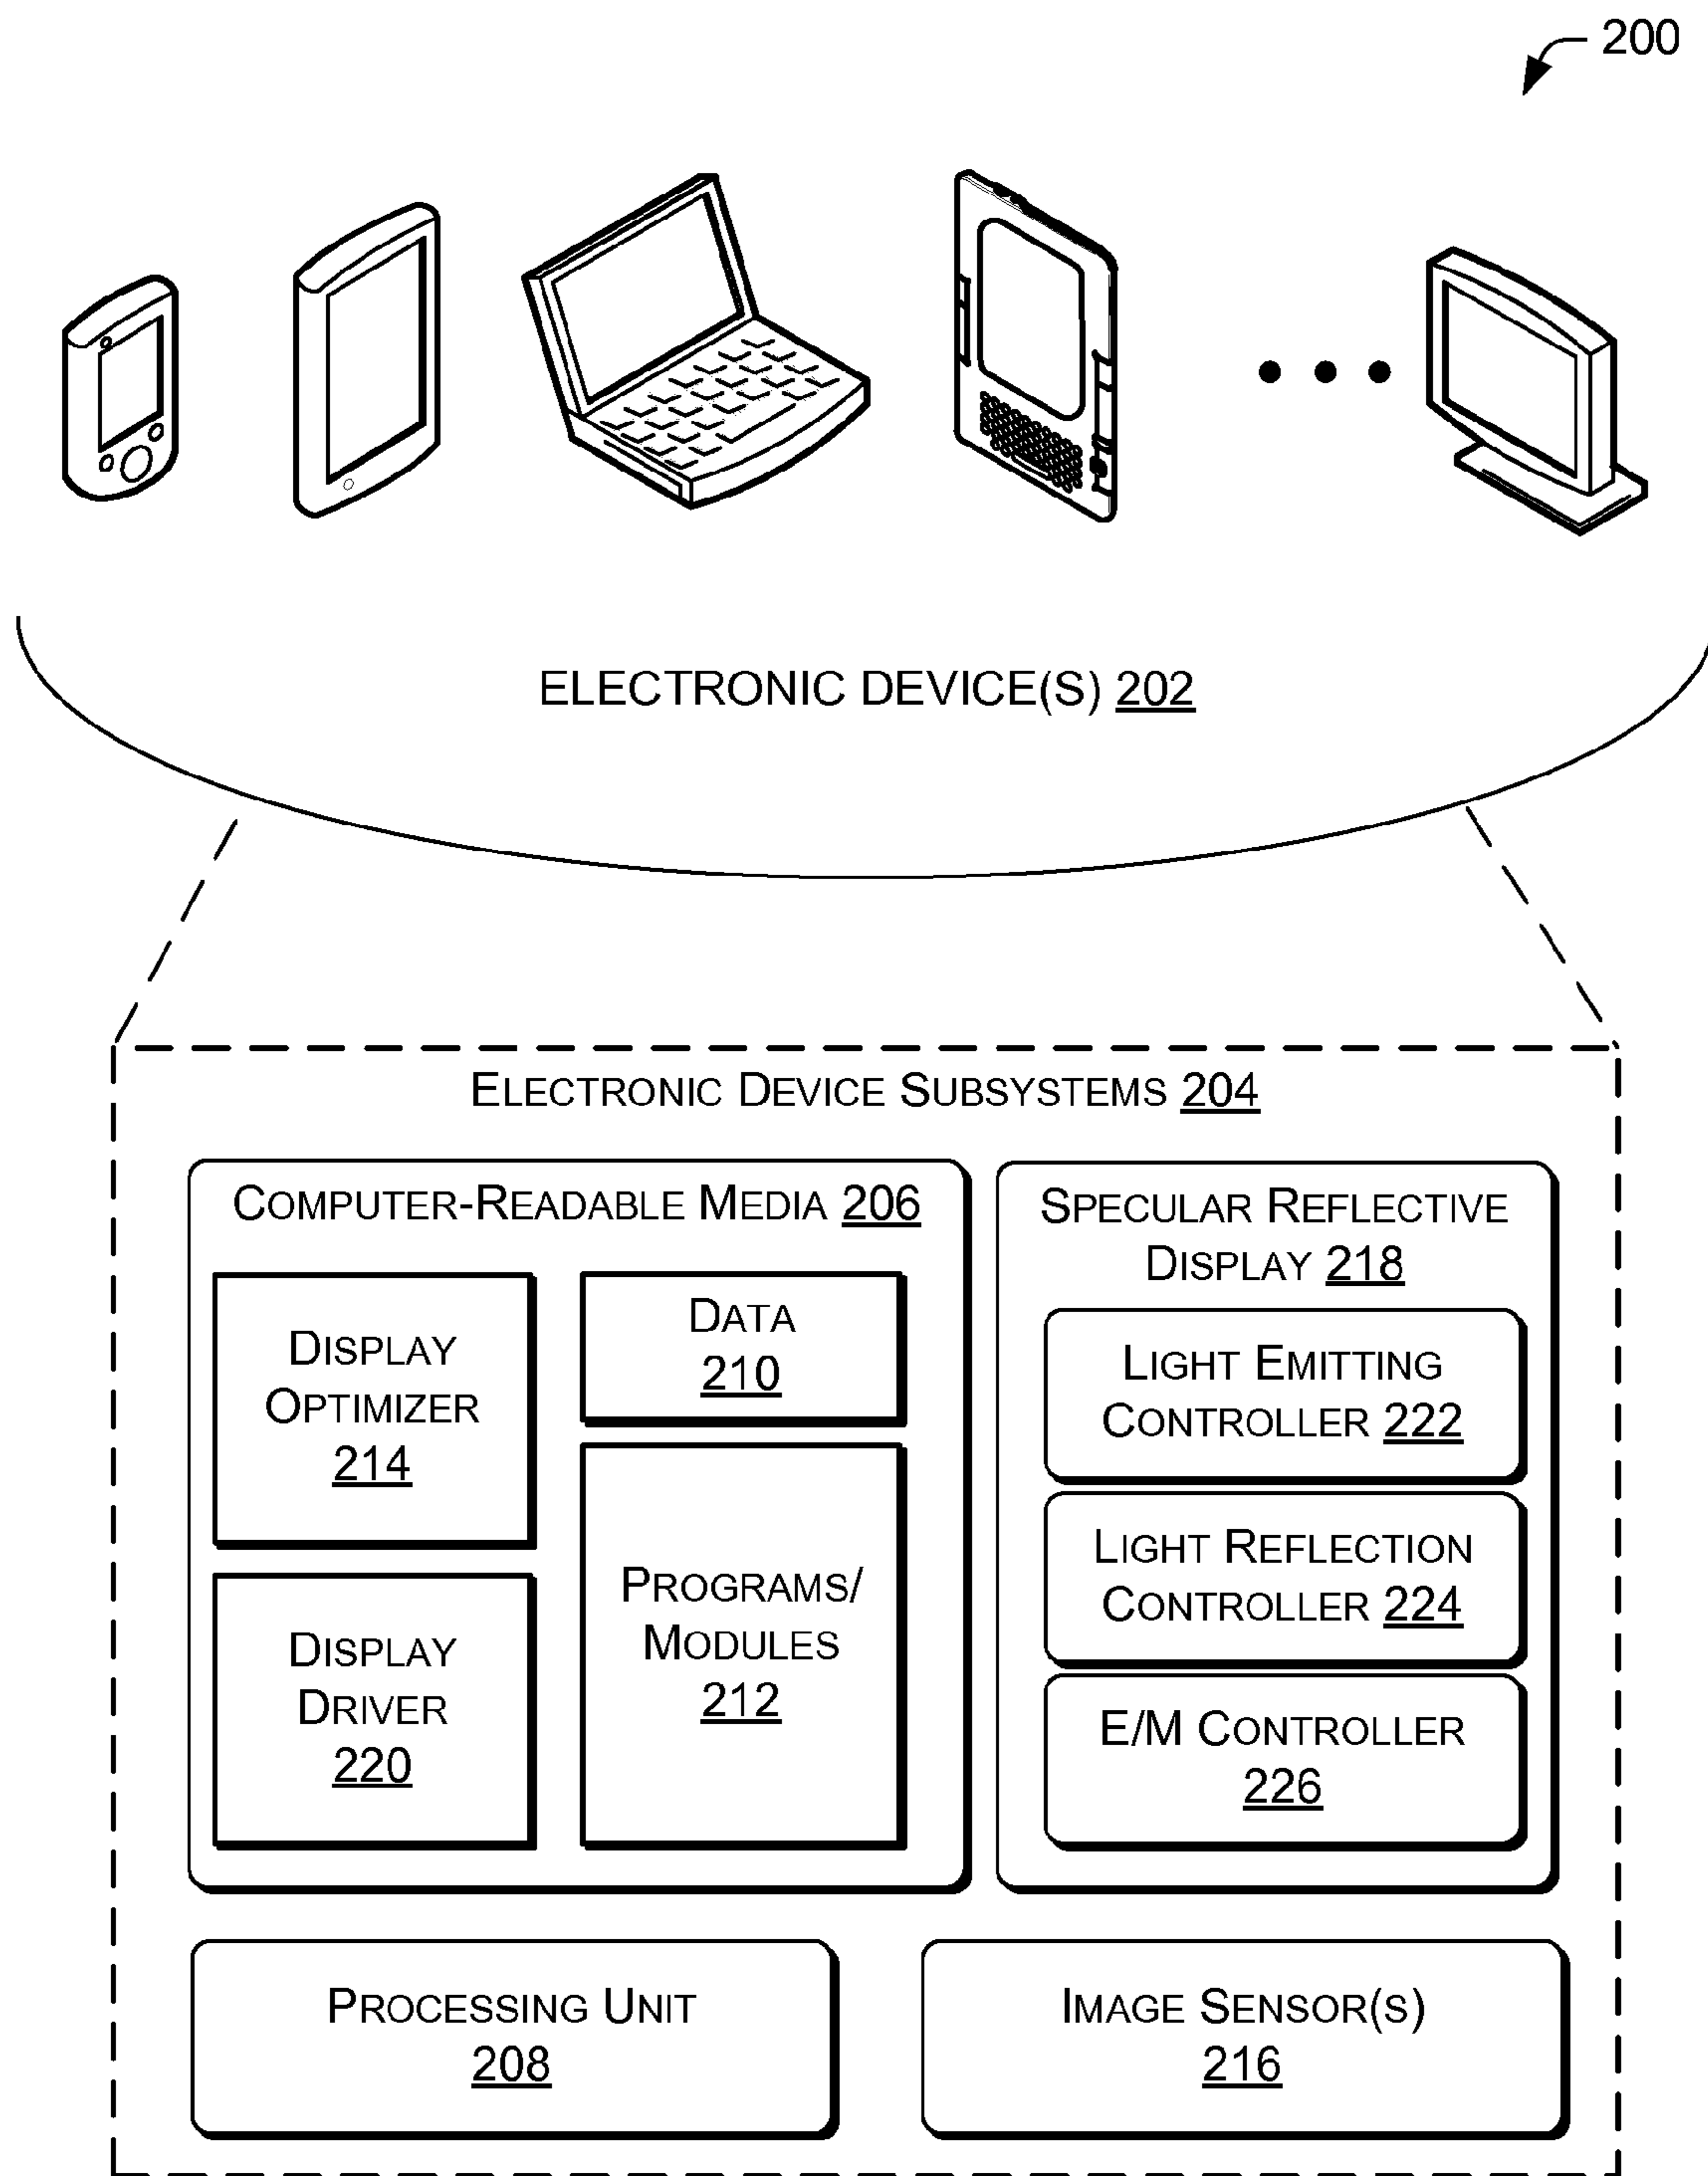 200
ELECTRONIC DEVICE(S) 202
ELECTRONIC DEVICE SUBSYSTEMS 204
COMPUTER-READABLE MEDIA 206
DISPLAY
OPTIMIZER
214
DATA
210
DISPLAY
DRIVER
220
PROGRAMS/
MODULES
212
SPECULAR REFLECTIVE
DISPLAY 218
LIGHT EMITTING
CONTROLLER 222
LIGHT REFLECTION
CONTROLLER 224
E/M CONTROLLER
226
PROCESSING UNIT
208
IMAGE SENSOR(S)
216